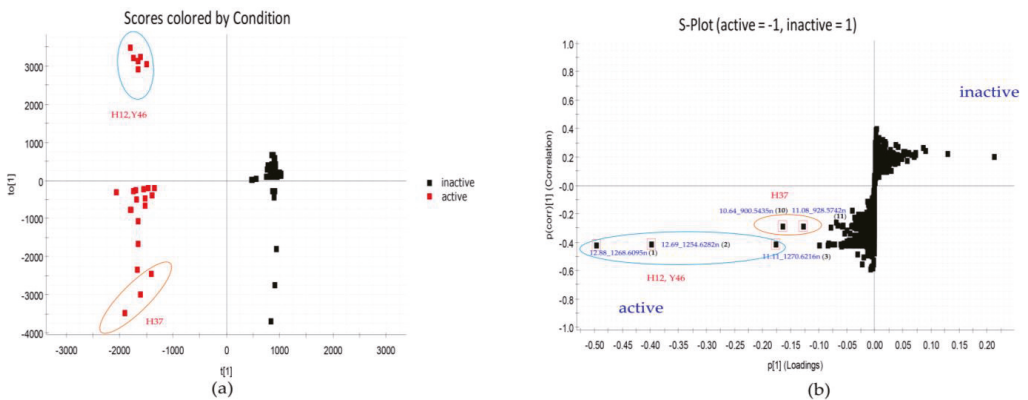 Scores colored by Condition
3000
2000
1000
0
-1000
-2000
-3000
-4000
to[1]
H12,Y46
H37
-3000
-2000
-1000
0
1000
2000
3000
t[1]
inactive
active
(a)
S-Plot (active = -1, inactive = 1)
1.0
0.8
0.6
0.4
0.2
-0.0
-0.2
-0.4
-0.6
-0.8
-1.0
p(corr)[1] (Correlation)
inactive
H37
10.64_900.5435n (10) 11.08_928.5742n (11)
12.88_1268.6095n (1) 12.69_1254.6282n (2) 11.11_1270.6216n (3)
H12, Y46
active
-0.50
-0.45
-0.40
-0.35
-0.30
-0.25
-0.20
-0.15
-0.10
-0.05
0.00
0.05
0.10
0.15
0.20
p[1] (Loadings)
(b)